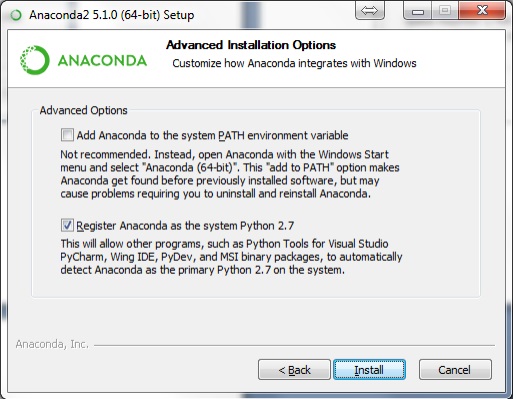 Anaconda2 5.1.0 (64-bit) Setup
Advanced Installation Options
Customize how Anaconda integrates with Windows
ANACONDA
Advanced Options
Add Anaconda to the system PATH environment variable
Not recommended. Instead, open Anaconda with the Windows Start
menu and select "Anaconda (64-bit)". This "add to PATH" option makes
Anaconda get found before previously installed software, but may
cause problems requiring you to uninstall and reinstall Anaconda.
Register Anaconda as the system Python 2.7
This will allow other programs, such as Python Tools for Visual Studio
PyCharm, Wing IDE, PyDev, and MSI binary packages, to automatically
detect Anaconda as the primary Python 2.7 on the system.
Anaconda, Inc.
< Back
Install
Cancel